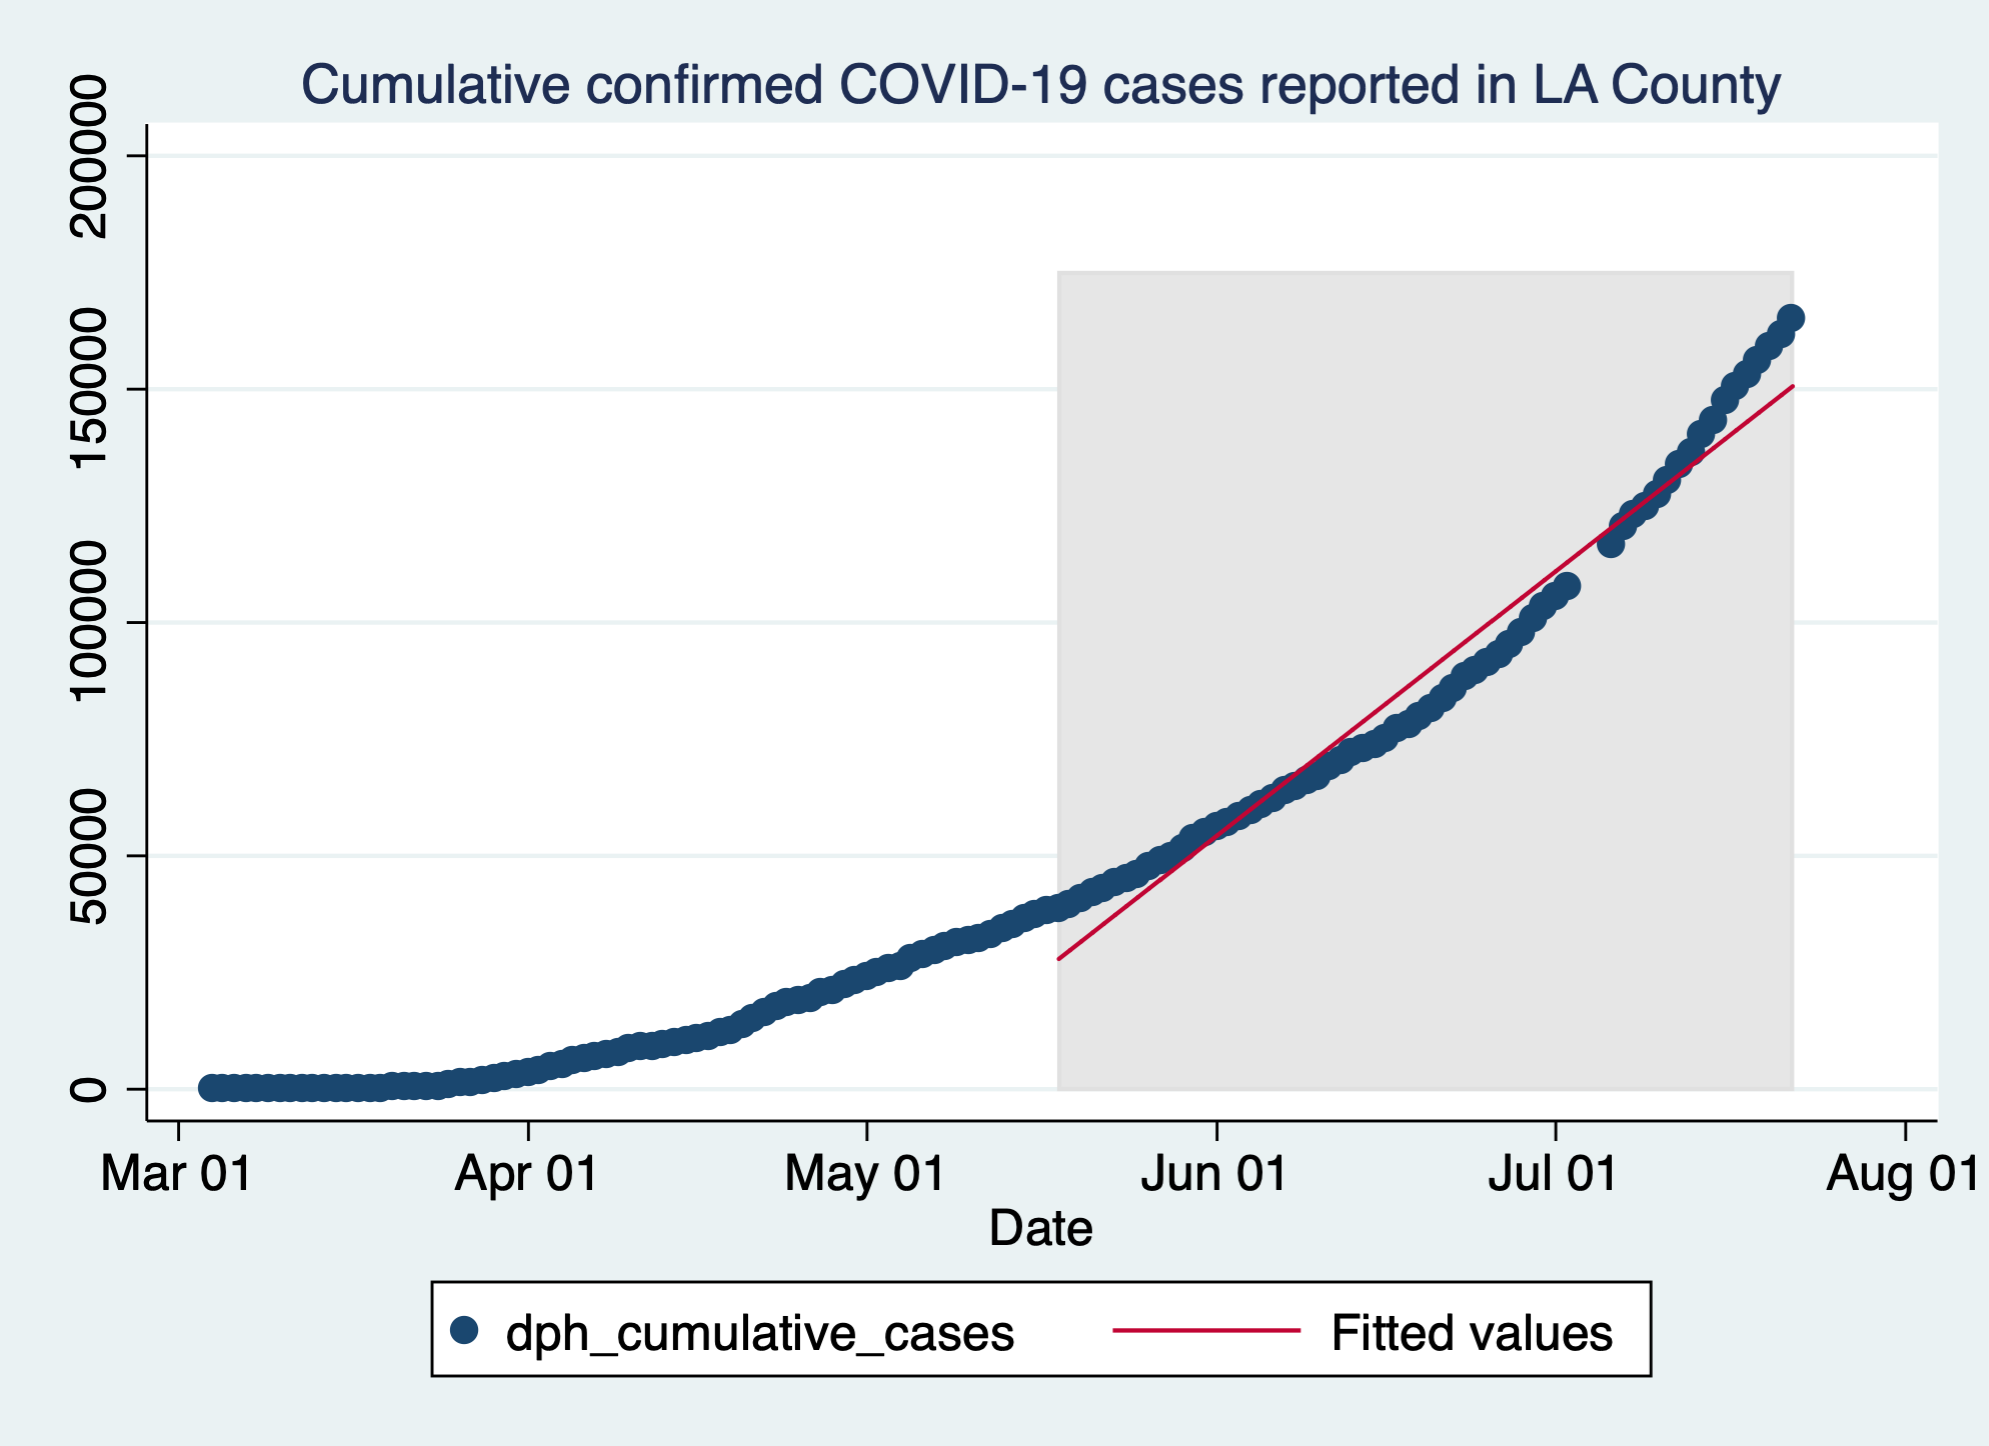 Cumulative confirmed COVID-19 cases reported in LA County
200000
150000
100000
50000
0
Mar 01 Apr 01 May 01 Jun 01 Jul 01 Aug 01
Date
dph_cumulative_cases Fitted values